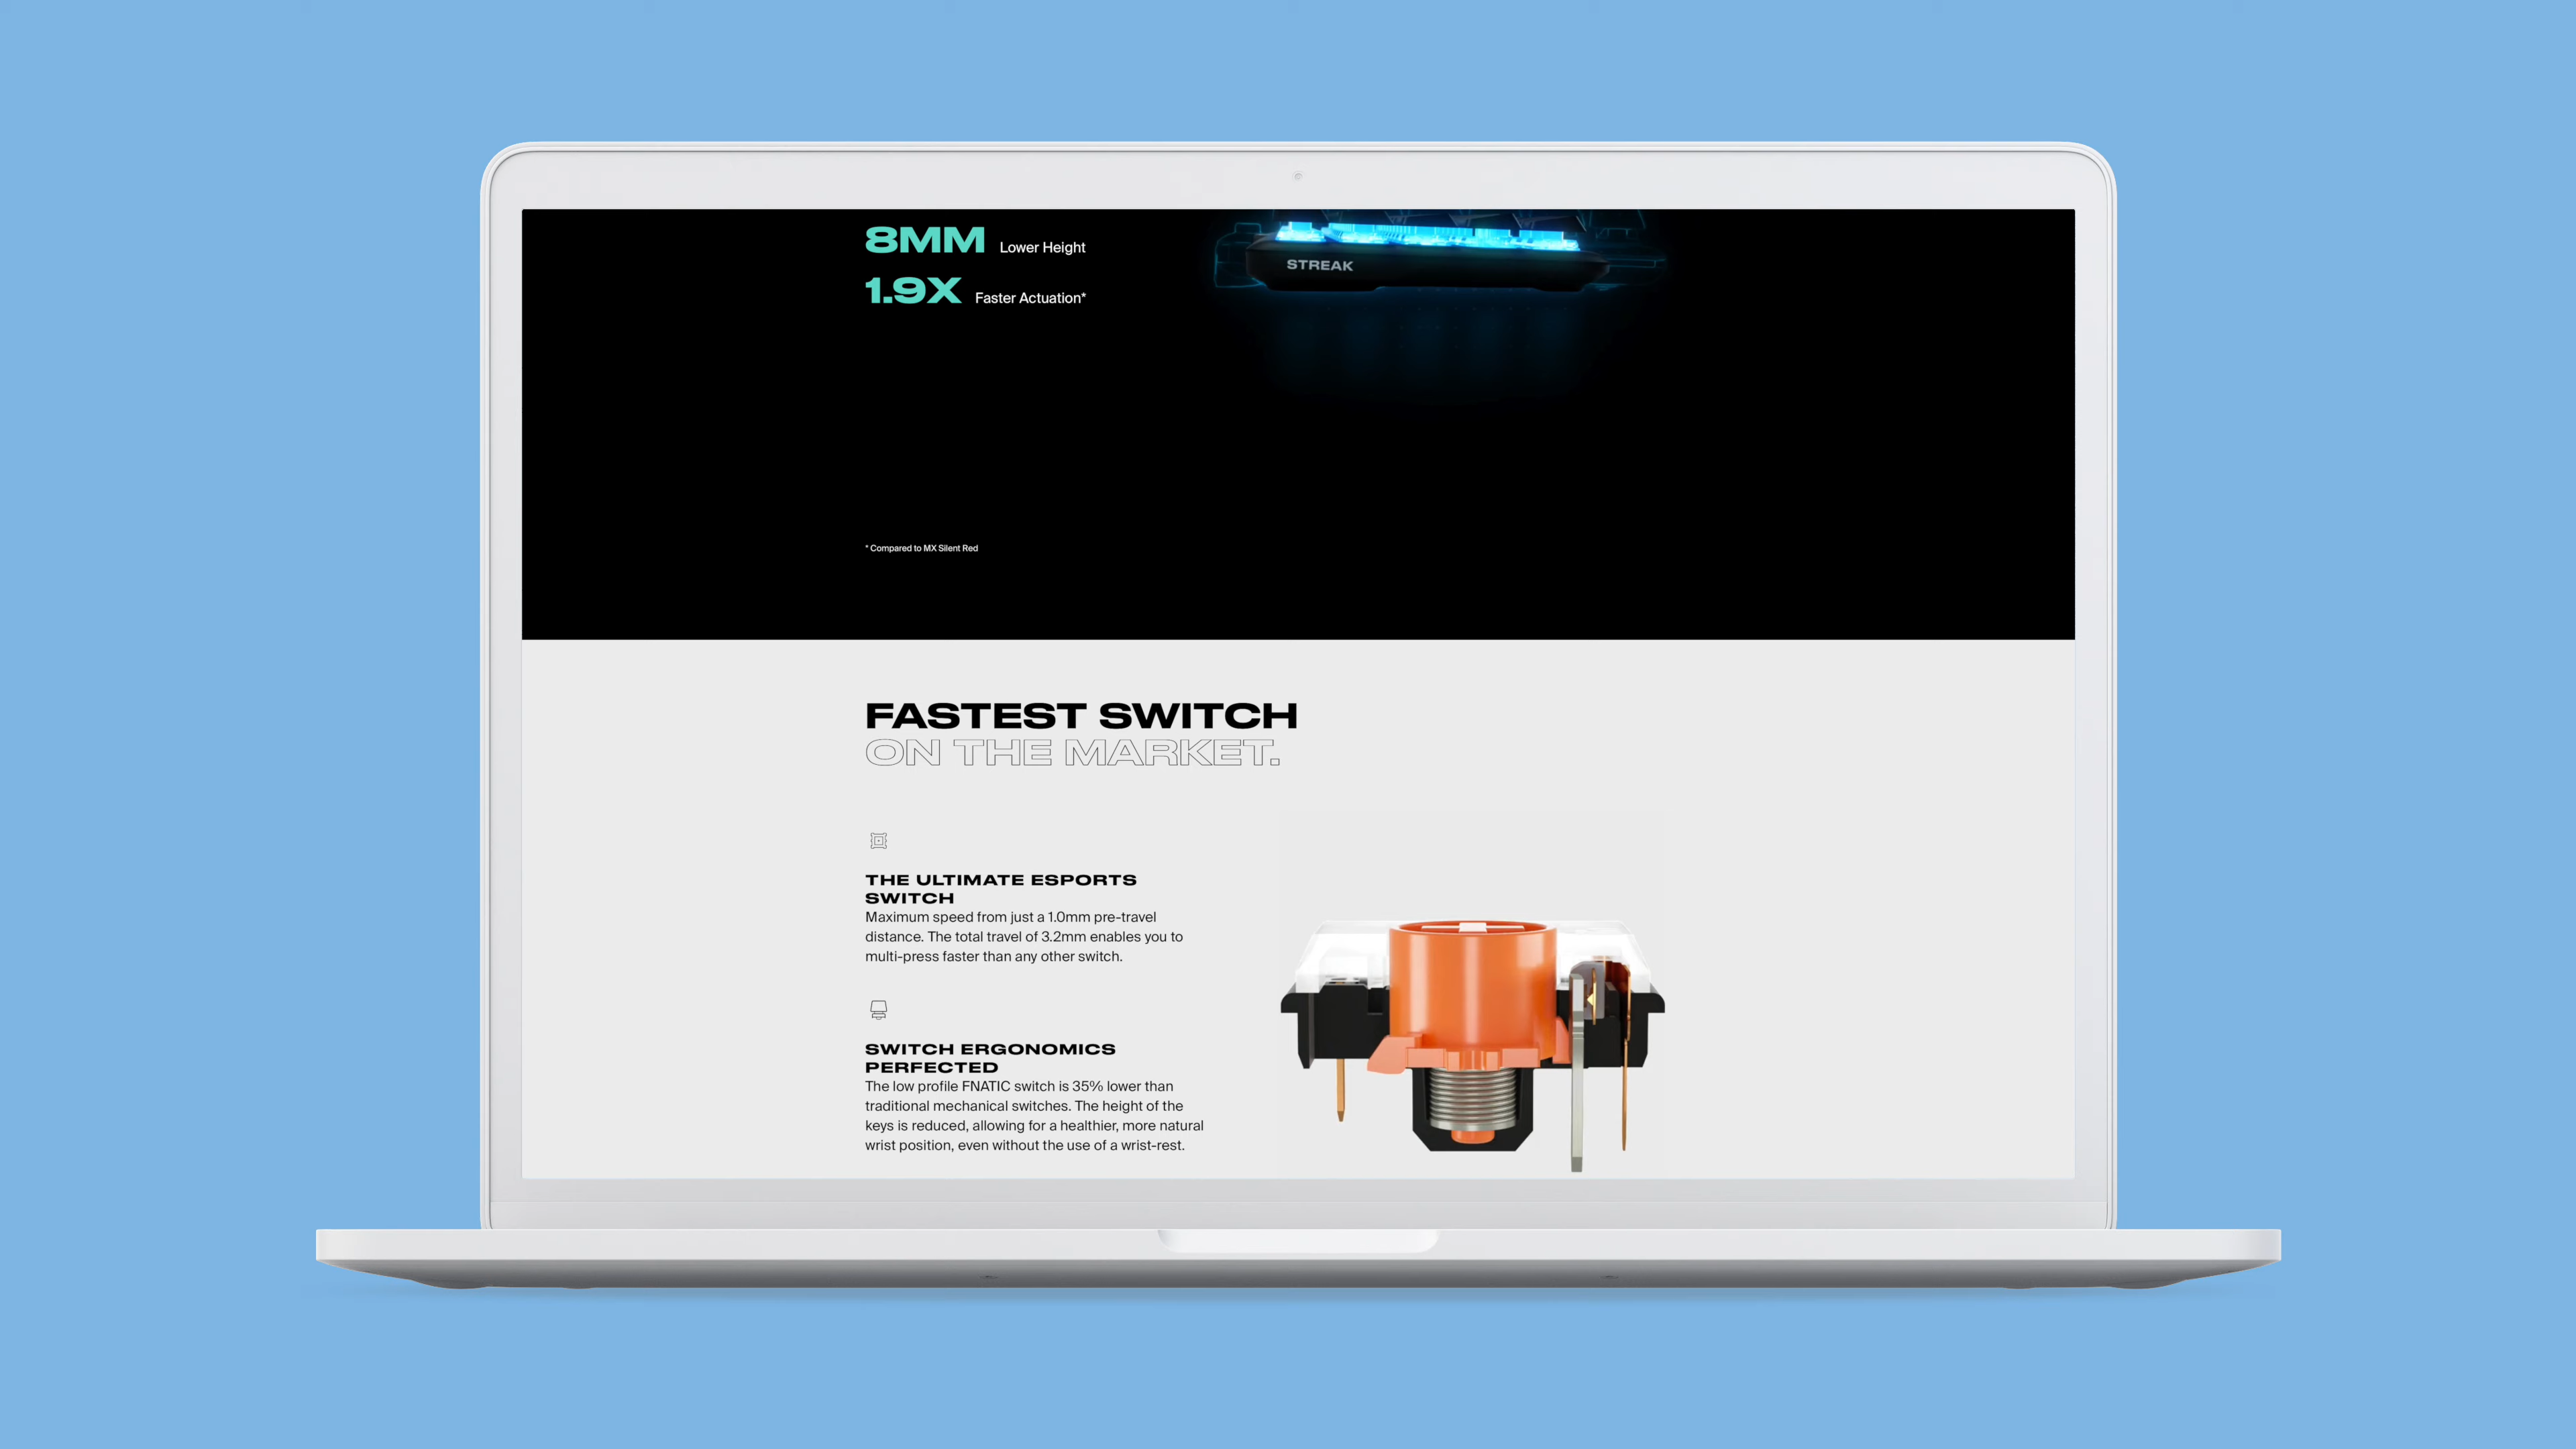 8MM Lower Height
STREAK
1.9X Faster Actuation*
* Compared to MX Silent Red
FASTEST SWITCH
ON THE MARKET.
THE ULTIMATE ESPORTS
SWITCH
Maximum speed from just a 1.0mm pre-travel
distance. The total travel of 3.2mm enables you to
multi-press faster than any other switch.
SWITCH ERGONOMICS
PERFECTED
The low profile FNATIC switch is 35% lower than
traditional mechanical switches. The height of the
keys is reduced, allowing for a healthier, more natural
wrist position, even without the use of a wrist-rest.